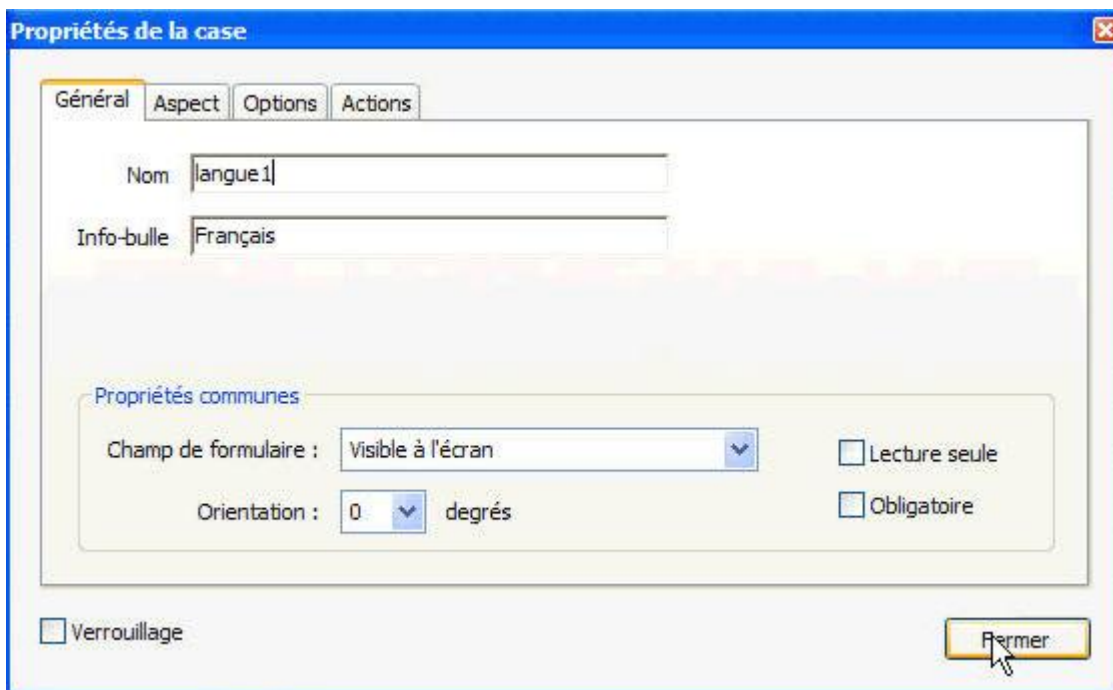 Propriétés de la case
Général Aspect Options Actions
Nom langue1
Info-bulle Français
Propriétés communes
Champ de formulaire : Visible à l'écran Lecture seule
Orientation : 0 degrés Obligatoire
Verrouillage Fermer